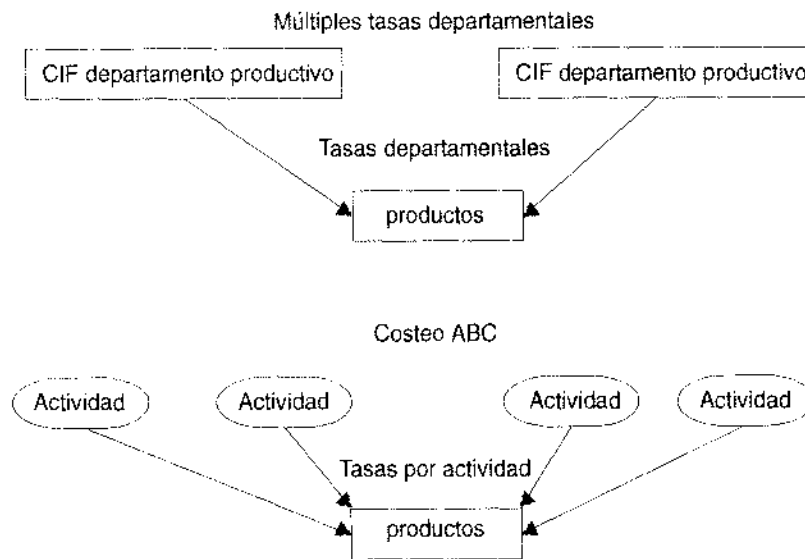 Múltiples tasas departamentales
CIF departamento productivo
CIF departamento productivo
Tasas departamentales
productos
Costeo ABC
Actividad
Actividad
Actividad
Actividad
Tasas por actividad
productos